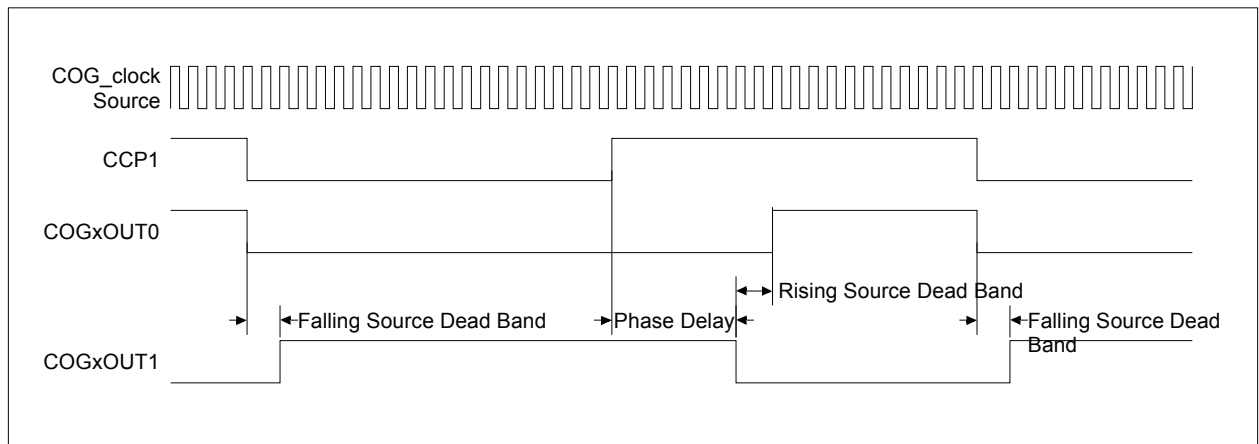 COG_clock
Source
CCP1
COGxOUT0
Rising Source Dead Band
Falling Source Dead Band
Phase Delay
Falling Source Dead
Band
COGxOUT1